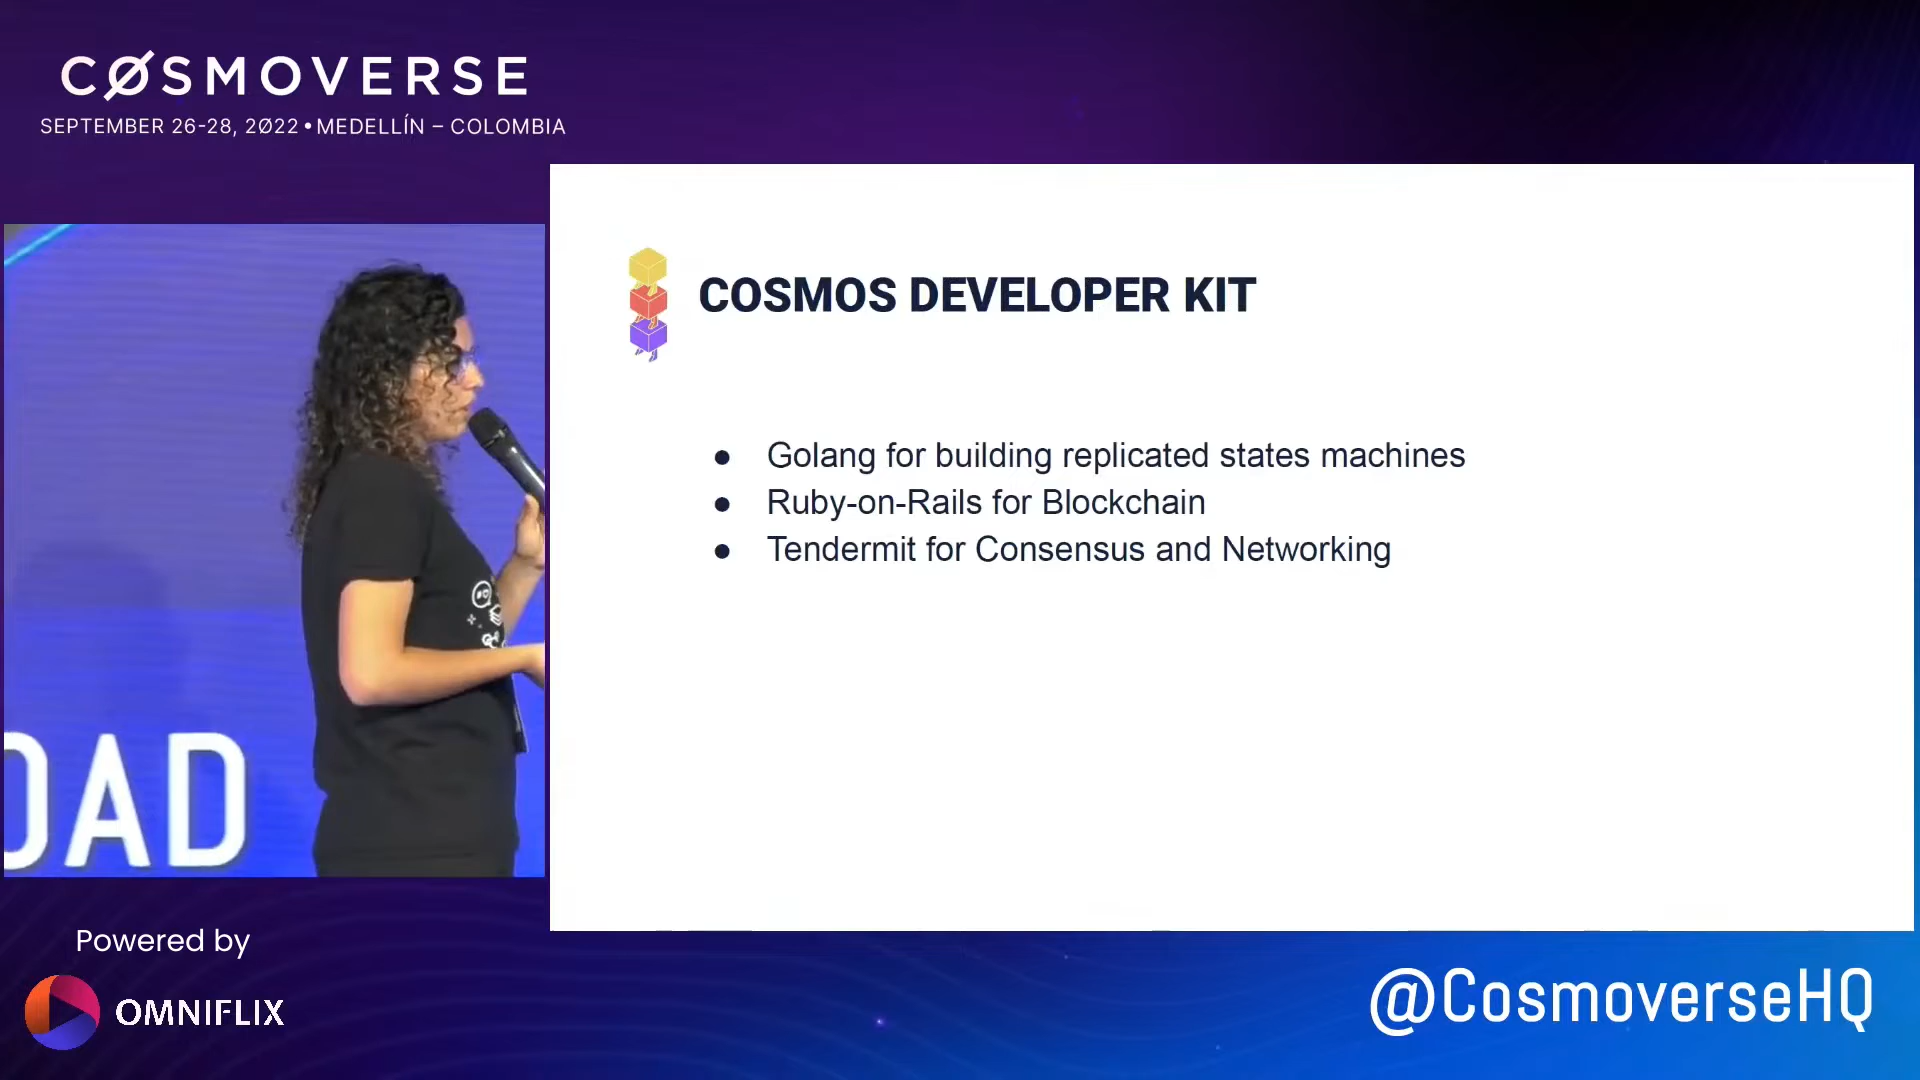 CØSMOVERSE
SEPTEMBER 26-28, 2Ø22 • MEDELLÍN – COLOMBIA
COSMOS DEVELOPER KIT
● Golang for building replicated states machines
● Ruby-on-Rails for Blockchain
● Tendermit for Consensus and Networking
OAD
Powered by
OMNIFLIX
@CosmoverseHQ